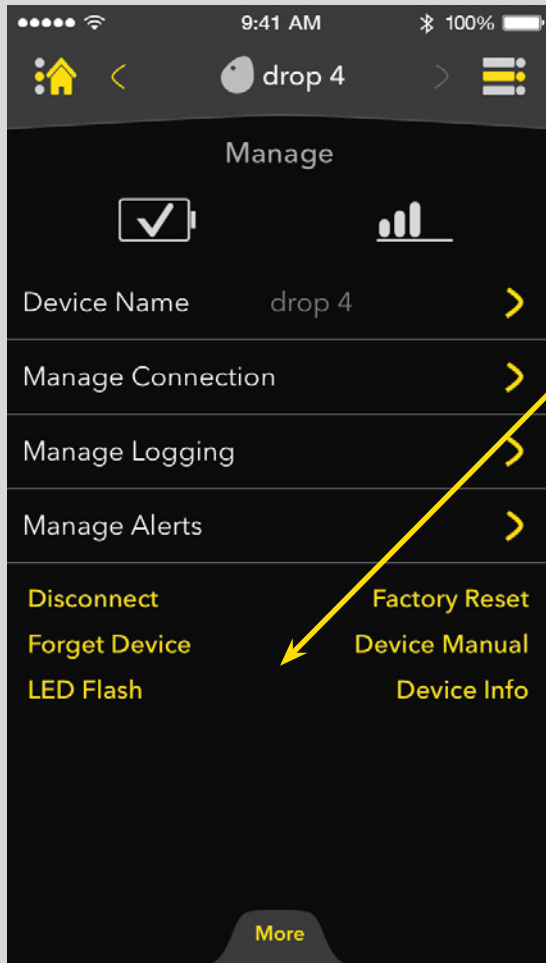 9:41 AM 100%
drop 4
Manage
Device Name drop 4
Manage Connection
Manage Logging
Manage Alerts
Disconnect Factory Reset
Forget Device Device Manual
LED Flash Device Info
More